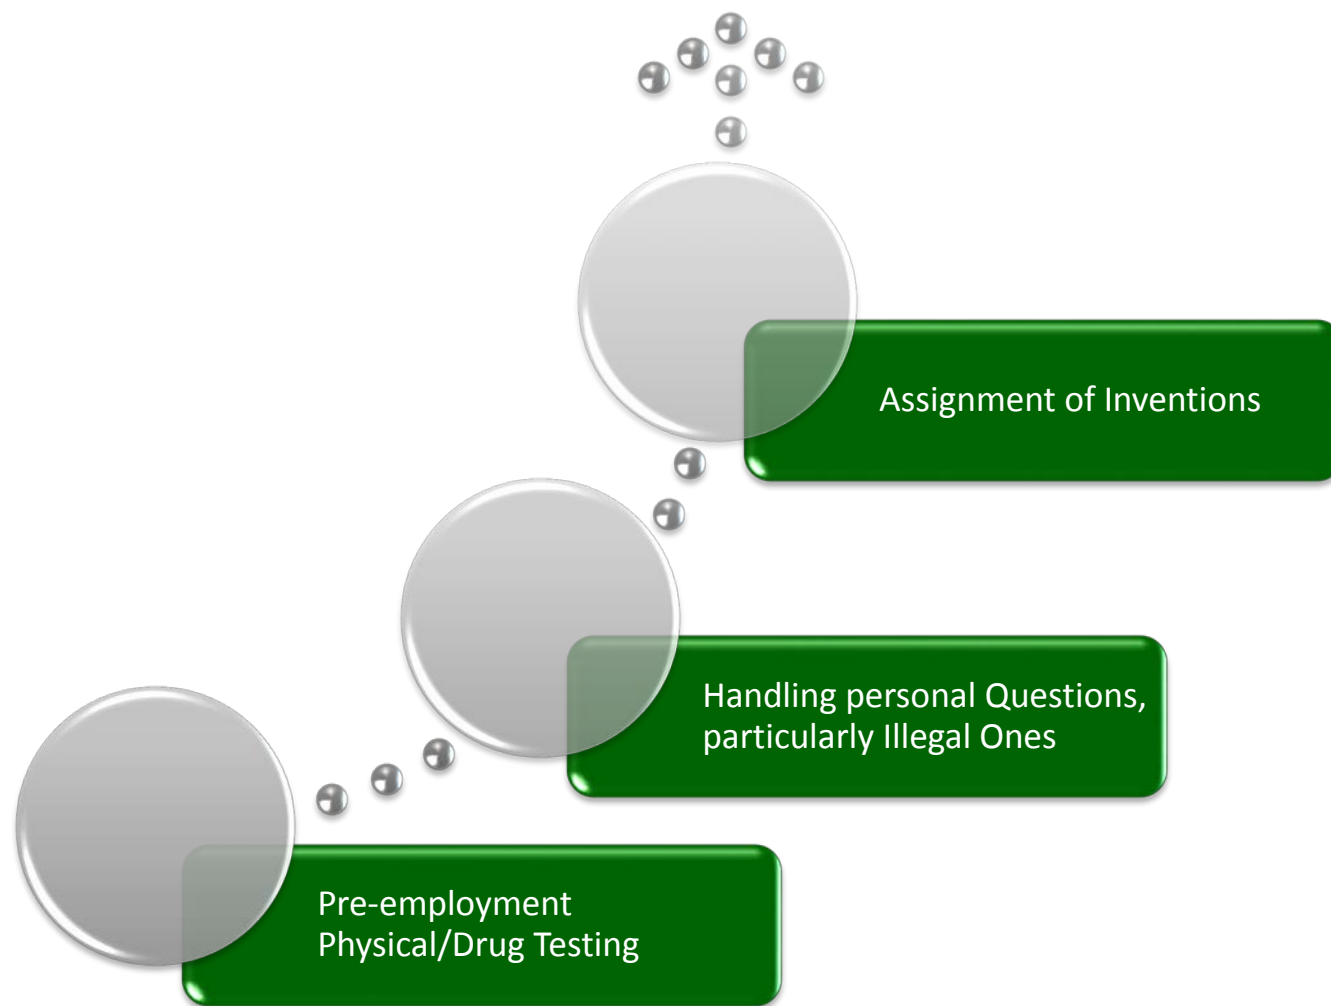 Assignment of Inventions
Handling personal Questions,
particularly Illegal Ones
Pre-employment
Physical/Drug Testing